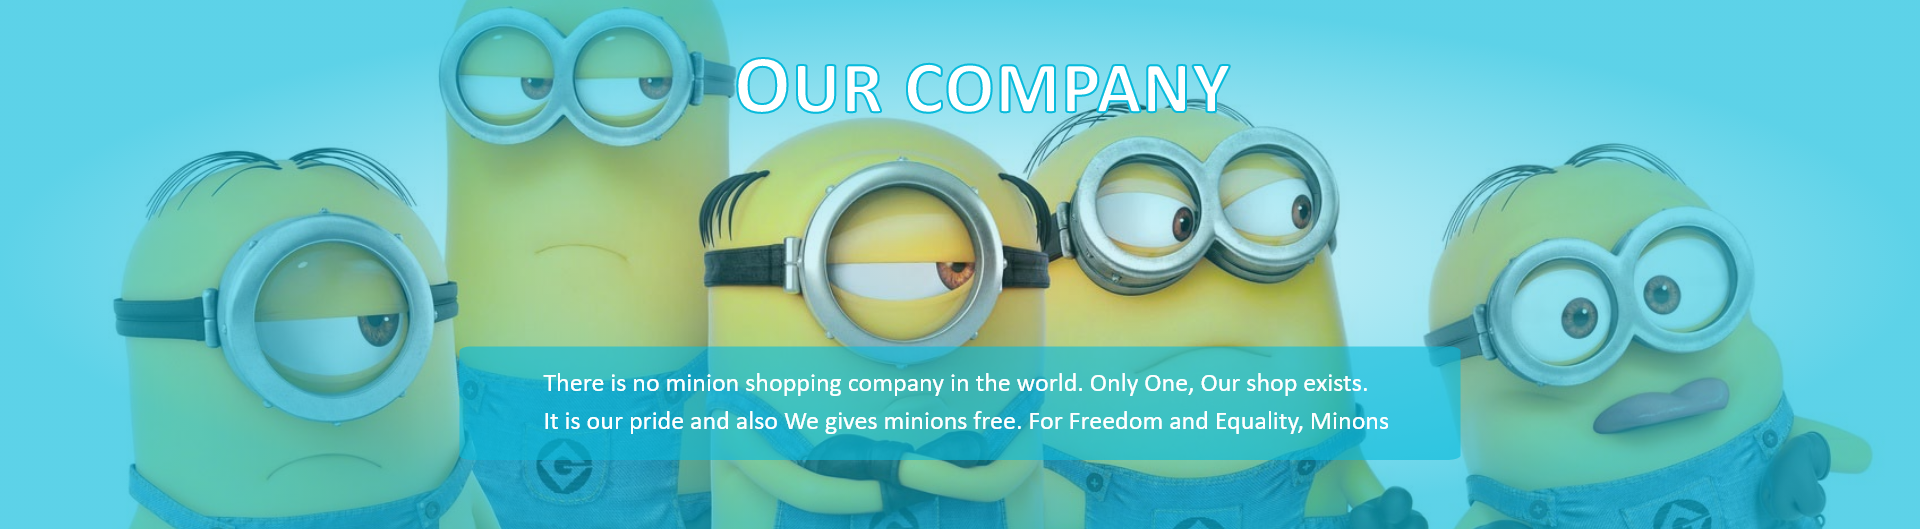 OUR COMPANY
There is no minion shopping company in the world. Only One, Our shop exists.
It is our pride and also We gives minions free. For Freedom and Equality, Minons